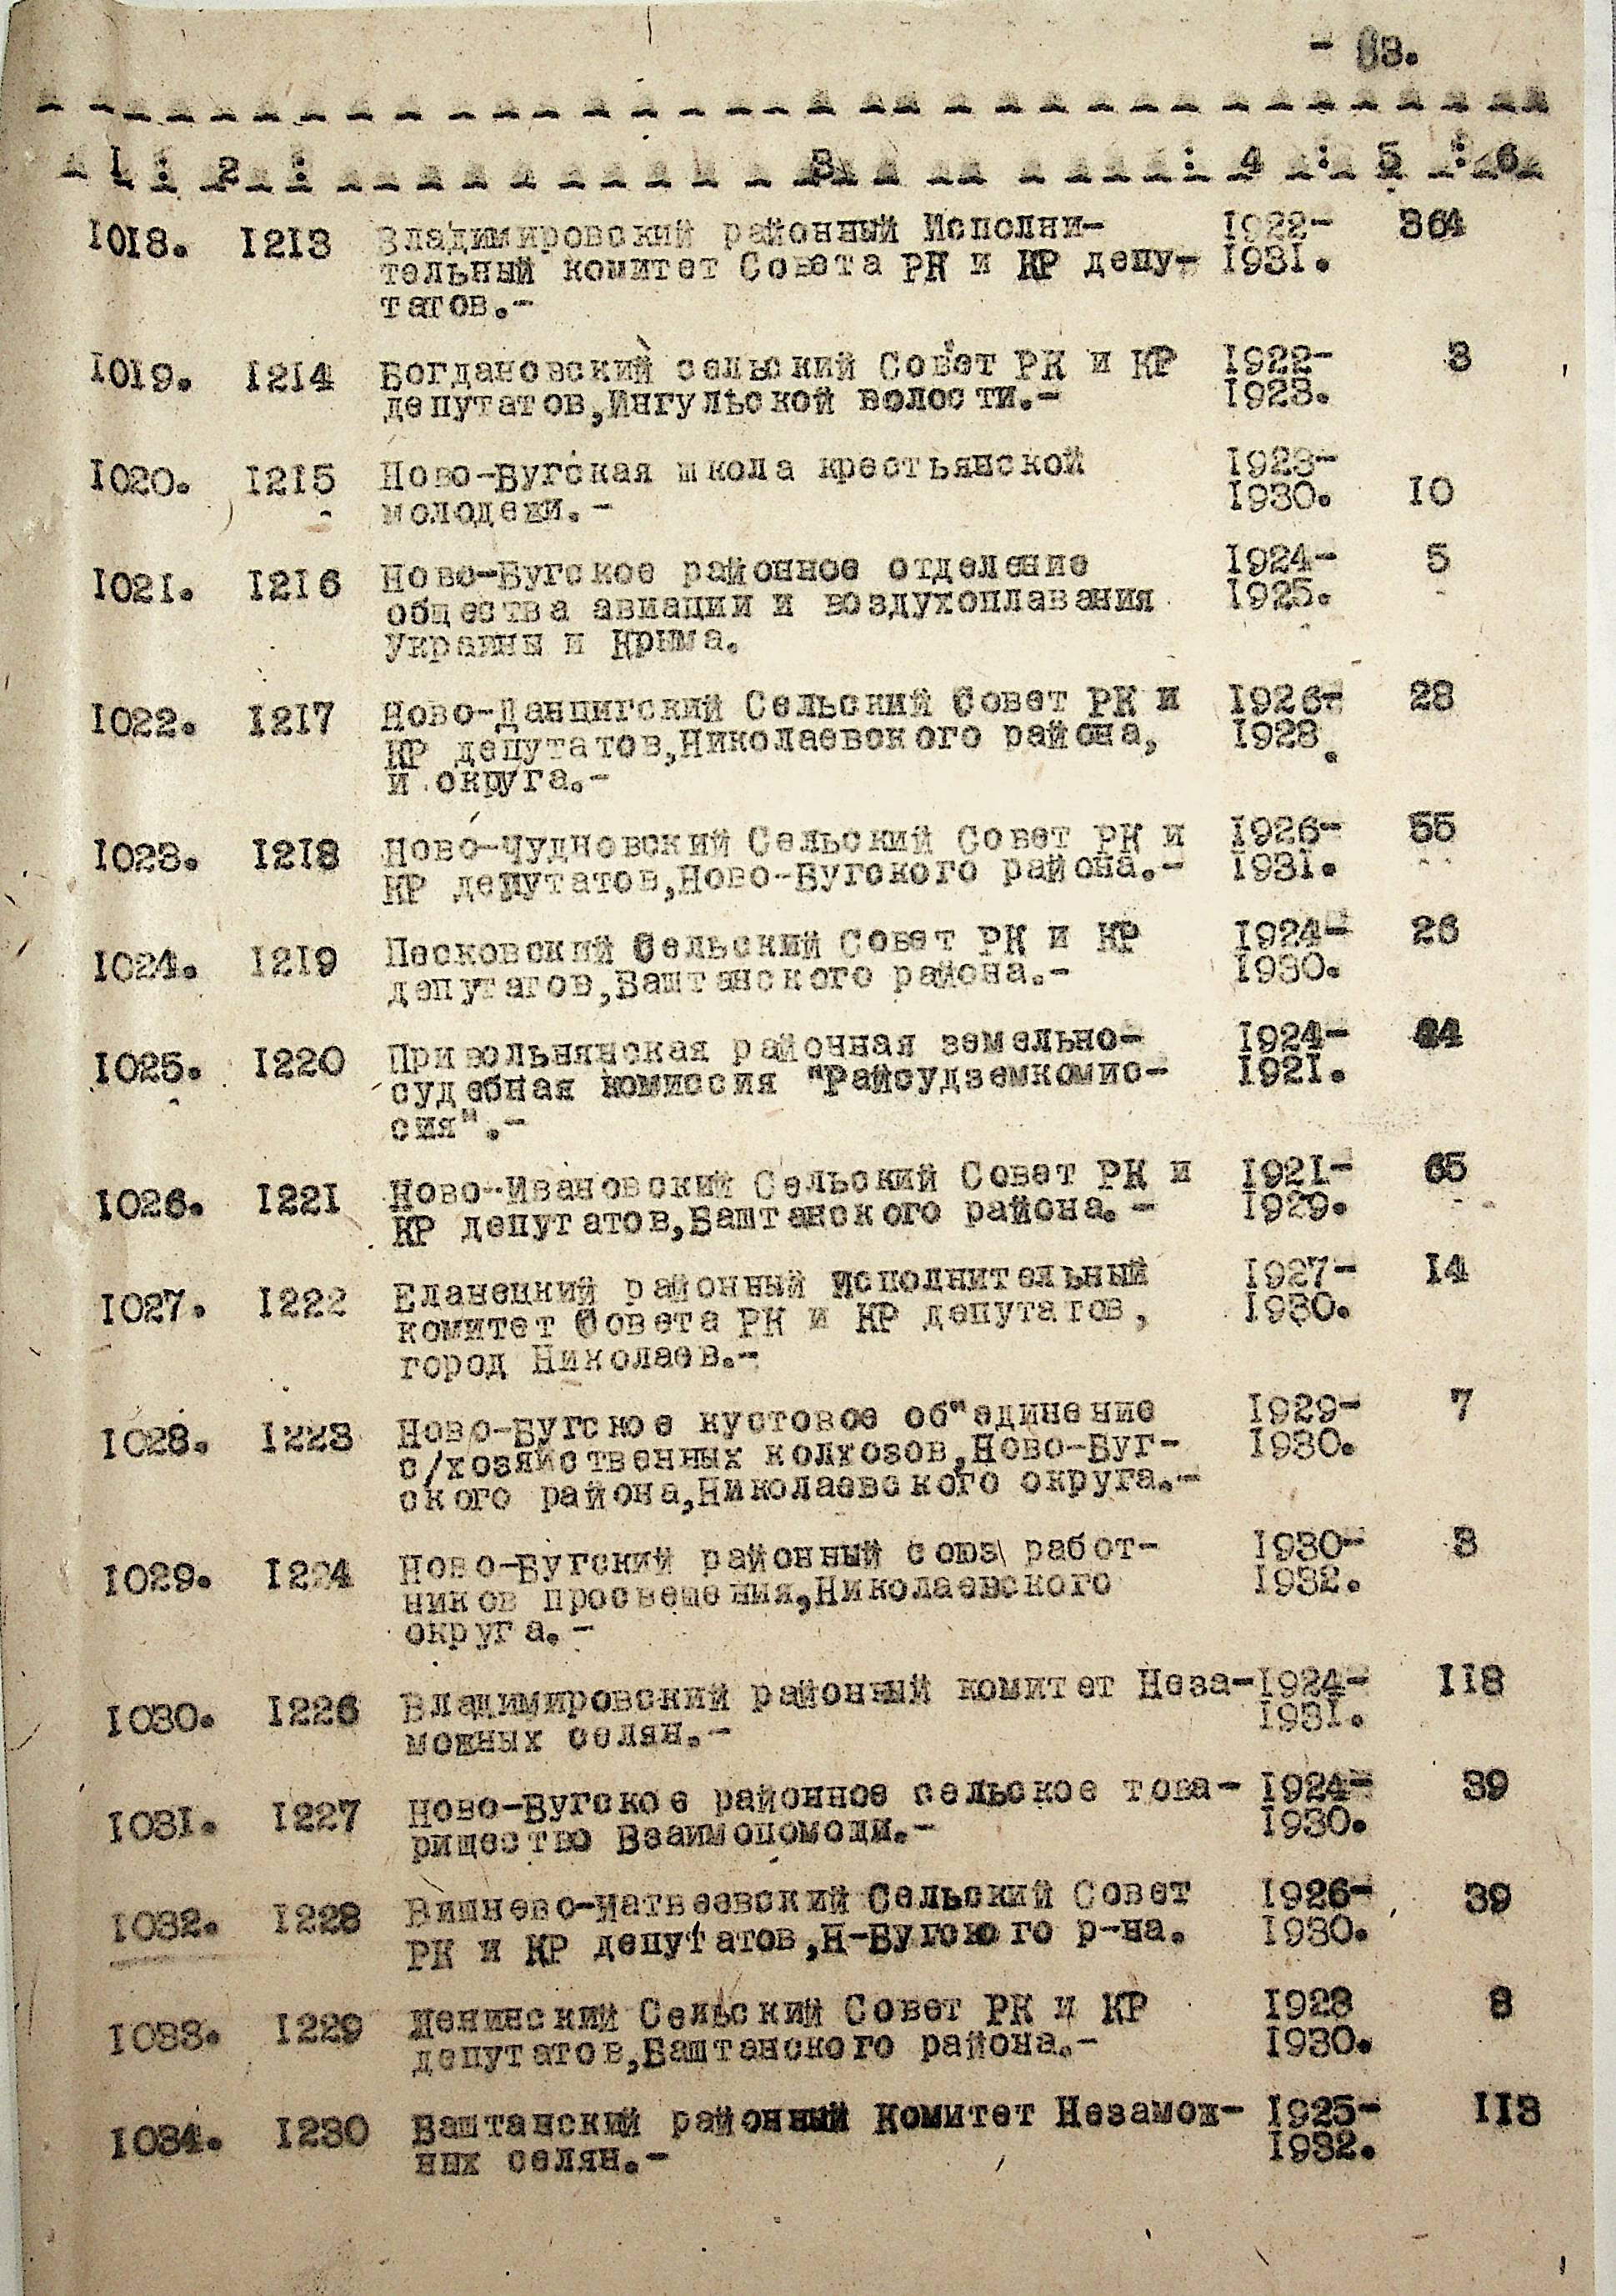 - 63.
1 : 2 : 3 : 4 : 5 : 6
1018. 1213 Владимировский районный Исполни- 1922- 364
тельный комитет Совета РК и КР депу- 1931.
татов.-
1019. 1214 Богдановский сельский Совет РК и КР 1922- 3
депутатов,Ингульской волости.- 1923.
1020. 1215 Ново-Бугская школа крестьянской 1923-
молодежи.- 1930. 10
1021. 1216 Ново-Бугское районное отделение 1924- 5
общества авиации и воздухоплавания 1925.
Украины и Крыма.
1022. 1217 Ново-Данцигский Сельский Совет РК и 1926- 28
КР депутатов,Николаевского района, 1928.
и округа.-
1023. 1218 Ново-Чудновский Сельский Совет РК и 1926- 55
КР депутатов,Ново-Бугского района.- 1931.
1024. 1219 Песковский Сельский Совет РК и КР 1924- 26
депутатов,Баштанского района.- 1930.
1025. 1220 Привольнянская районная земельно- 1924- 44
судебная комиссия "Райсудземкомис- 1921.
сия".-
1026. 1221 Ново-Ивановский Сельский Совет РК и 1921- 65
КР депутатов,Баштанского района.- 1929.
1027. 1222 Еланецкий районный исполнительный 1927- 14
комитет Совета РК и КР депутатов, 1930.
город Николаев.-
1028. 1223 Ново-Бугское кустовое об"единение 1929- 7
с/хозяйственных колхозов,Ново-Буг- 1930.
ского района,Николаевского округа.-
1029. 1224 Ново-Бугский районный союз работ- 1930- 3
ников просвещения,Николаевского 1932.
округа.-
1030. 1226 Владимировский районный комитет Неза- 1924- 118
можных селян.- 1931.
1031. 1227 Ново-Бугское районное сельское това- 1924- 39
рищество Взаимопомощи.- 1930.
1032. 1228 Вишнево-Матвеевский Сельский Совет 1926- 39
РК и КР депутатов,Н-Бугского р-на. 1930.
1033. 1229 Ленинский Сельский Совет РК и КР 1928 8
депутатов,Баштанского района.- 1930.
1034. 1230 Баштанский районный Комитет Незамож- 1925- 113
ных селян.- 1932.